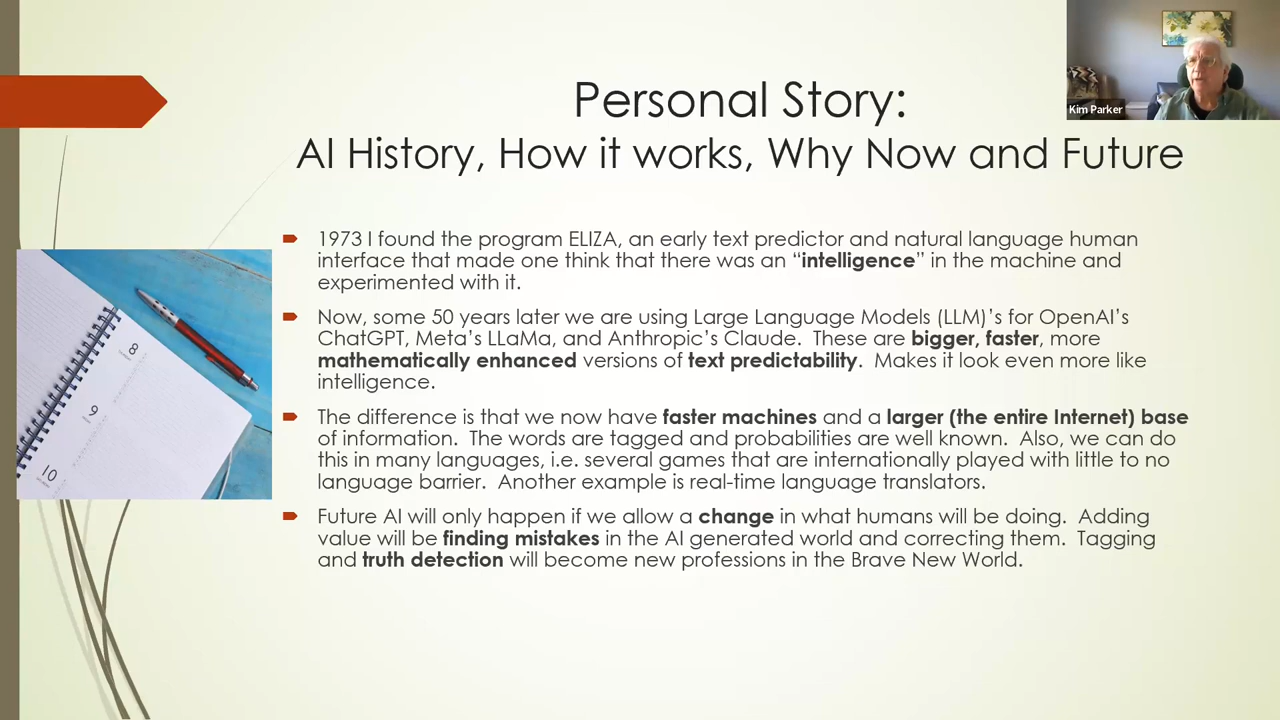 Personal Story:
AI History, How it works, Why Now and Future
Kim Parker
1973 I found the program ELIZA, an early text predictor and natural language human
interface that made one think that there was an “intelligence” in the machine and
experimented with it.
Now, some 50 years later we are using Large Language Models (LLM)’s for OpenAI’s
ChatGPT, Meta’s LLaMa, and Anthropic’s Claude.  These are bigger, faster, more
mathematically enhanced versions of text predictability.  Makes it look even more like
intelligence.
The difference is that we now have faster machines and a larger (the entire Internet) base
of information.  The words are tagged and probabilities are well known.  Also, we can do
this in many languages, i.e. several games that are internationally played with little to no
language barrier.  Another example is real-time language translators.
Future AI will only happen if we allow a change in what humans will be doing.  Adding
value will be finding mistakes in the AI generated world and correcting them.  Tagging
and truth detection will become new professions in the Brave New World.
8
9
10